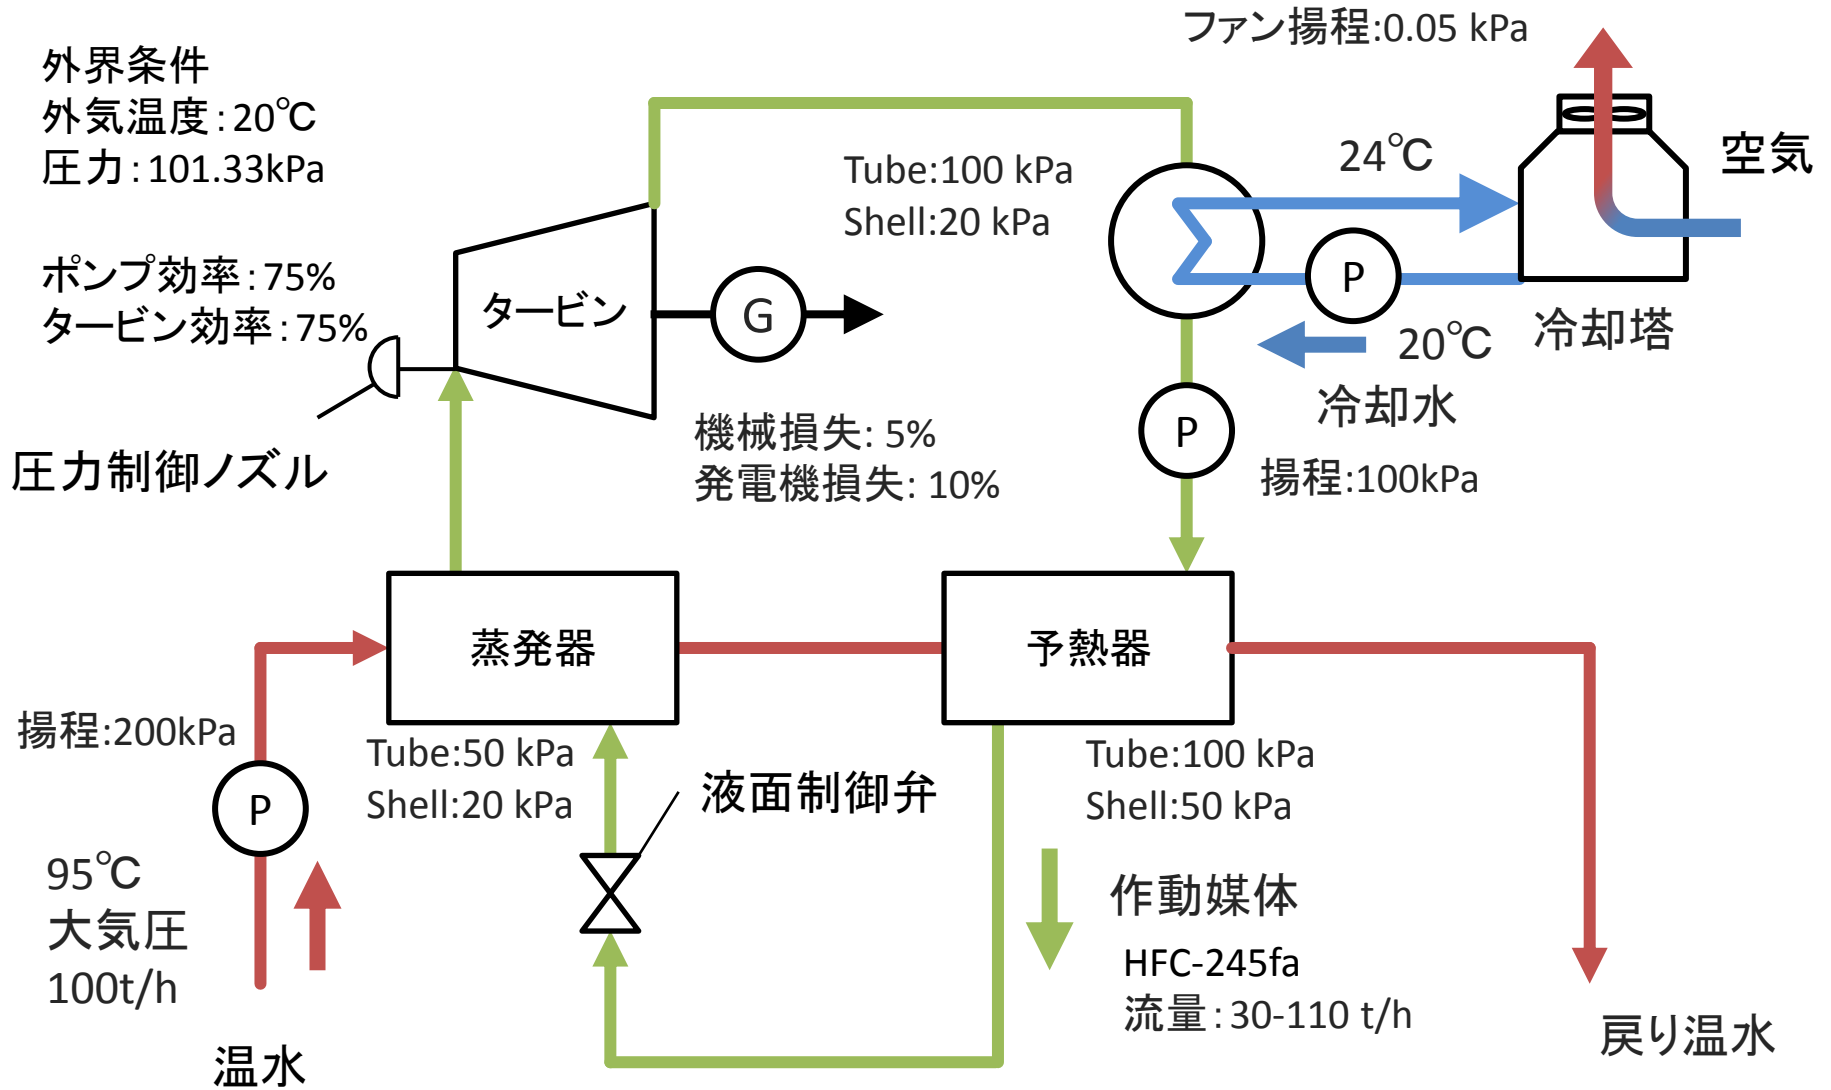 ファン揚程:0.05 kPa
外界条件
外気温度:20℃
圧力:101.33kPa
24℃
空気
Tube:100 kPa
Shell:20 kPa
ポンプ効率:75%
タービン効率:75%
タービン
G
P
20℃
冷却塔
冷却水
機械損失: 5%
発電機損失: 10%
P
揚程:100kPa
圧力制御ノズル
蒸発器
予熱器
揚程:200kPa
Tube:50 kPa
Shell:20 kPa
液面制御弁
Tube:100 kPa
Shell:50 kPa
P
95℃
大気圧
100t/h
作動媒体
HFC-245fa
流量:30-110 t/h
温水
戻り温水